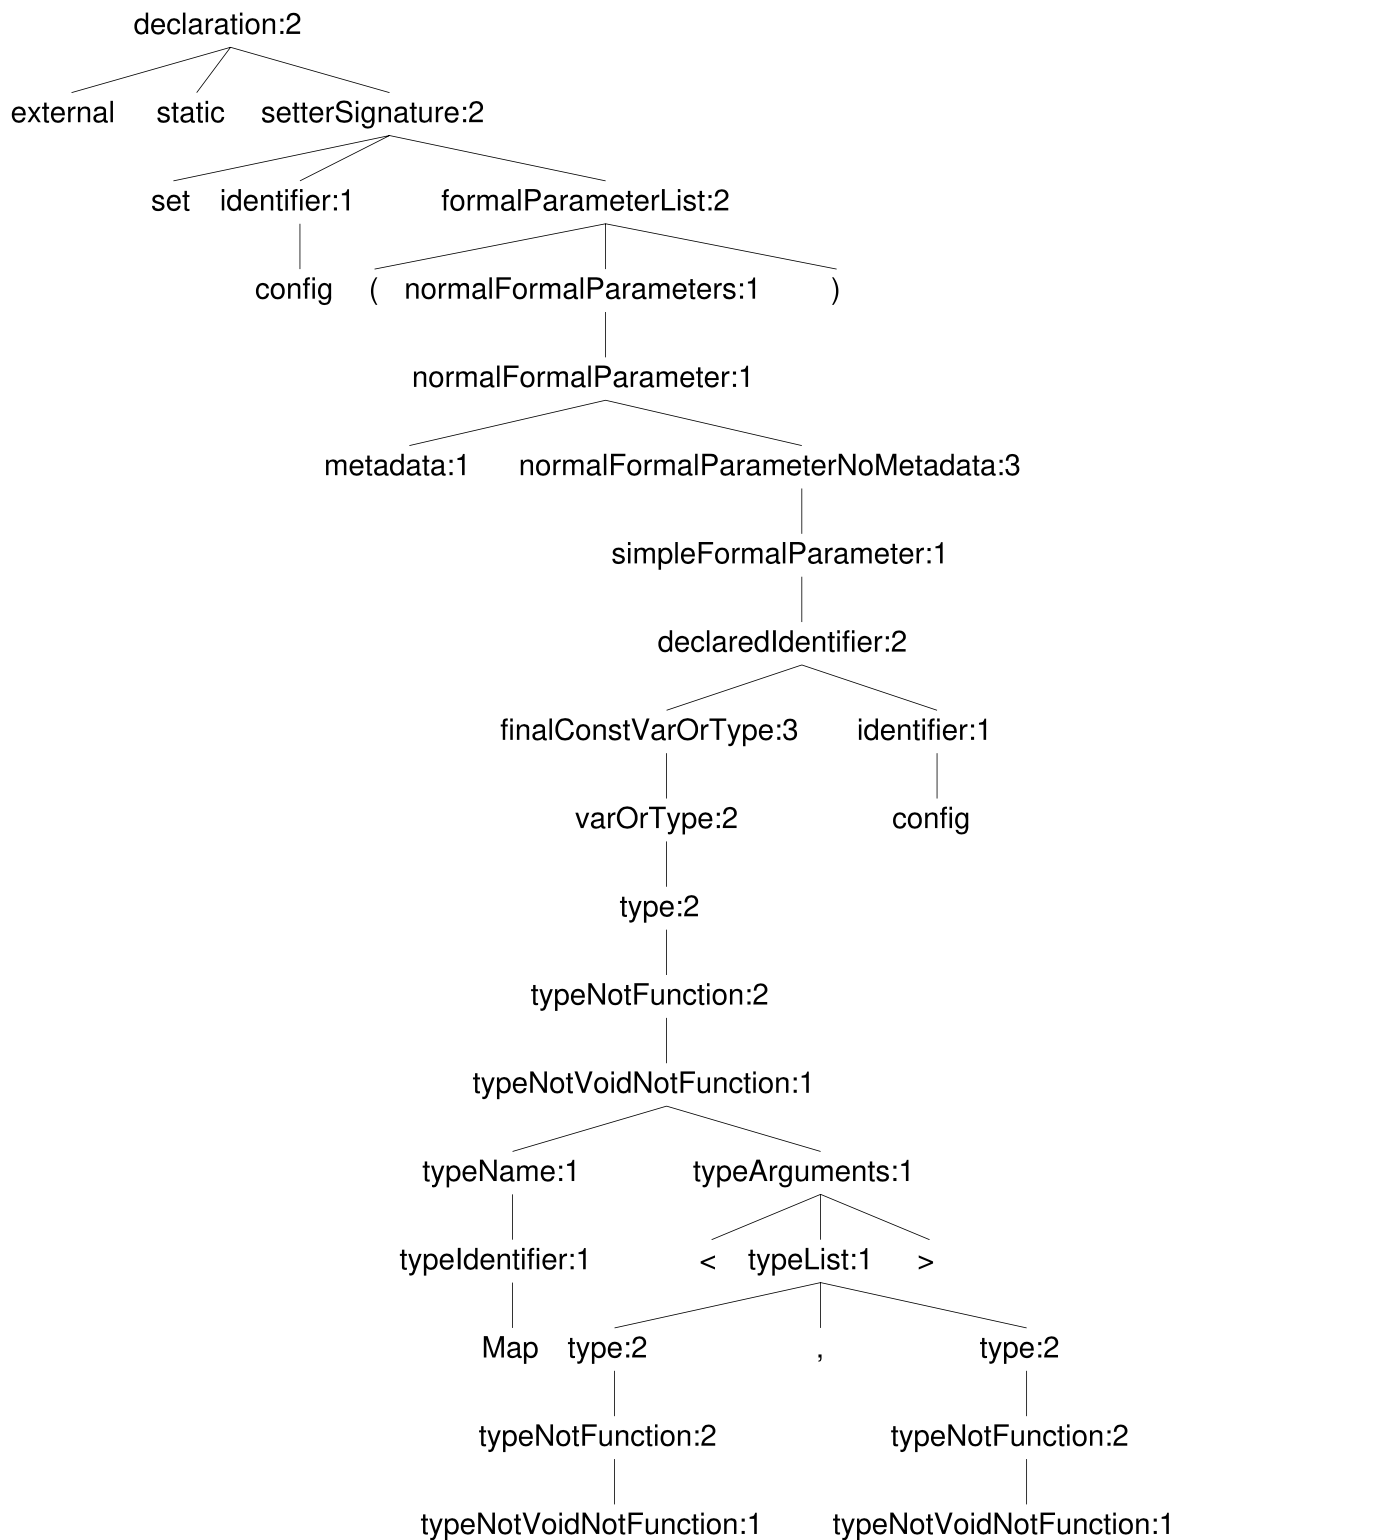 declaration:2
external static setterSignature:2
set identifier:1 formalParameterList:2
config ( normalFormalParameters:1 )
normalFormalParameter:1
metadata:1 normalFormalParameterNoMetadata:3
simpleFormalParameter:1
declaredIdentifier:2
finalConstVarOrType:3 identifier:1
varOrType:2 config
type:2
typeNotFunction:2
typeNotVoidNotFunction:1
typeName:1 typeArguments:1
typeIdentifier:1 < typeList:1 >
Map type:2 , type:2
typeNotFunction:2 typeNotFunction:2
typeNotVoidNotFunction:1 typeNotVoidNotFunction:1